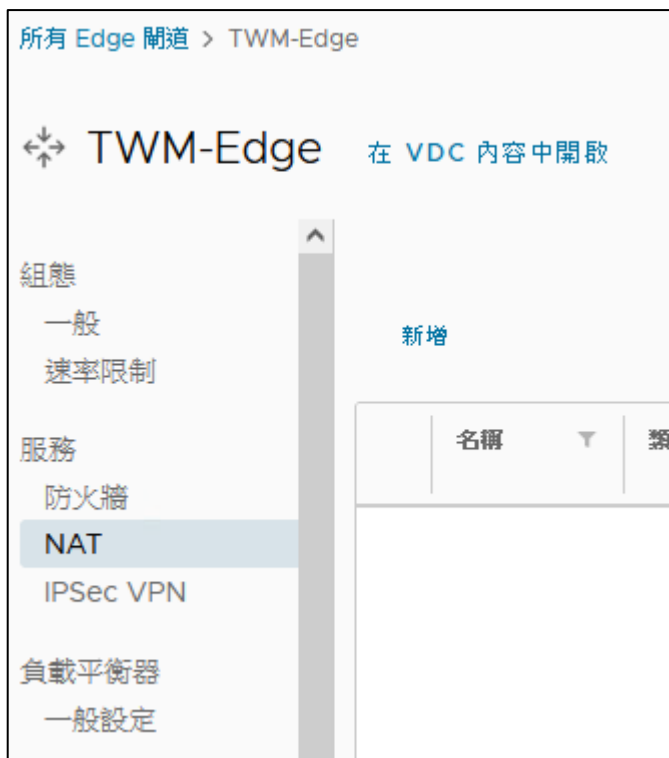 所有 Edge 閘道 > TWM-Edge
TWM-Edge 在 VDC 內容中開啟
組態
一般
速率限制
新增
服務
名稱
類
防火牆
NAT
IPSec VPN
負載平衡器
一般設定